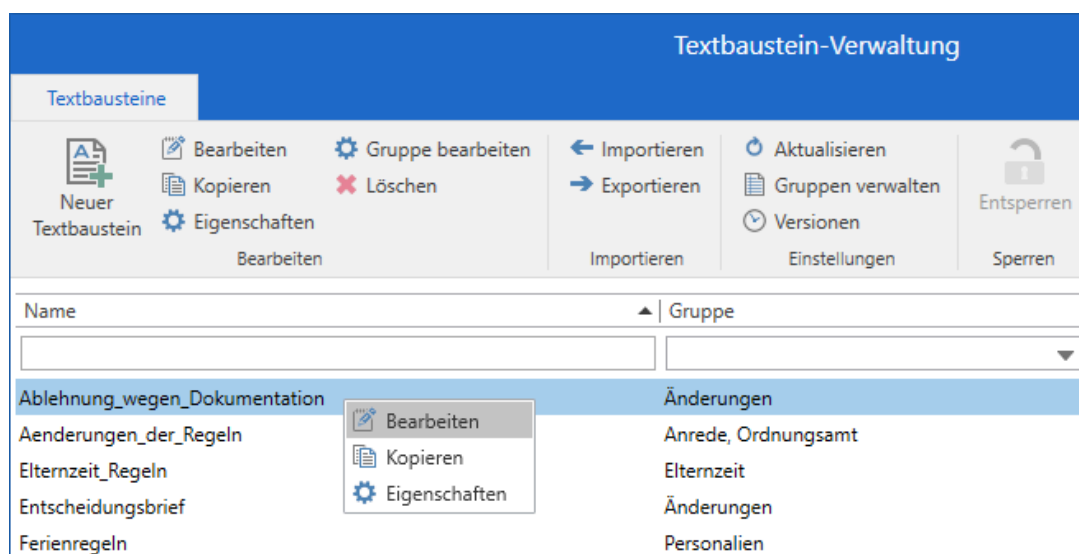 Textbaustein-Verwaltung
Textbausteine
Neuer
Textbaustein
Bearbeiten
Kopieren
Eigenschaften
Gruppe bearbeiten
Löschen
Bearbeiten
Importieren
Exportieren
Importieren
Aktualisieren
Gruppen verwalten
Versionen
Einstellungen
Entsperren
Sperren
Name Gruppe
Ablehnung_wegen_Dokumentation Änderungen
Aenderungen_der_Regeln Anrede, Ordnungsamt
Elternzeit_Regeln Elternzeit
Entscheidungsbrief Änderungen
Ferienregeln Personalien
Bearbeiten
Kopieren
Eigenschaften